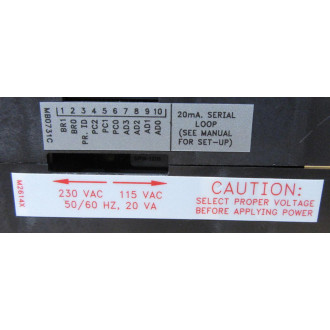 MB0731C
1 2 3 4 5 6 7 8 9 10
BR1
BR0
PR. ID
PC2
PC1
PC0
AD3
AD2
AD1
AD0
20mA. SERIAL
LOOP
(SEE MANUAL
FOR SET-UP)
M2614X
230 VAC 115 VAC
50/60 HZ, 20 VA
CAUTION:
SELECT PROPER VOLTAGE
BEFORE APPLYING POWER